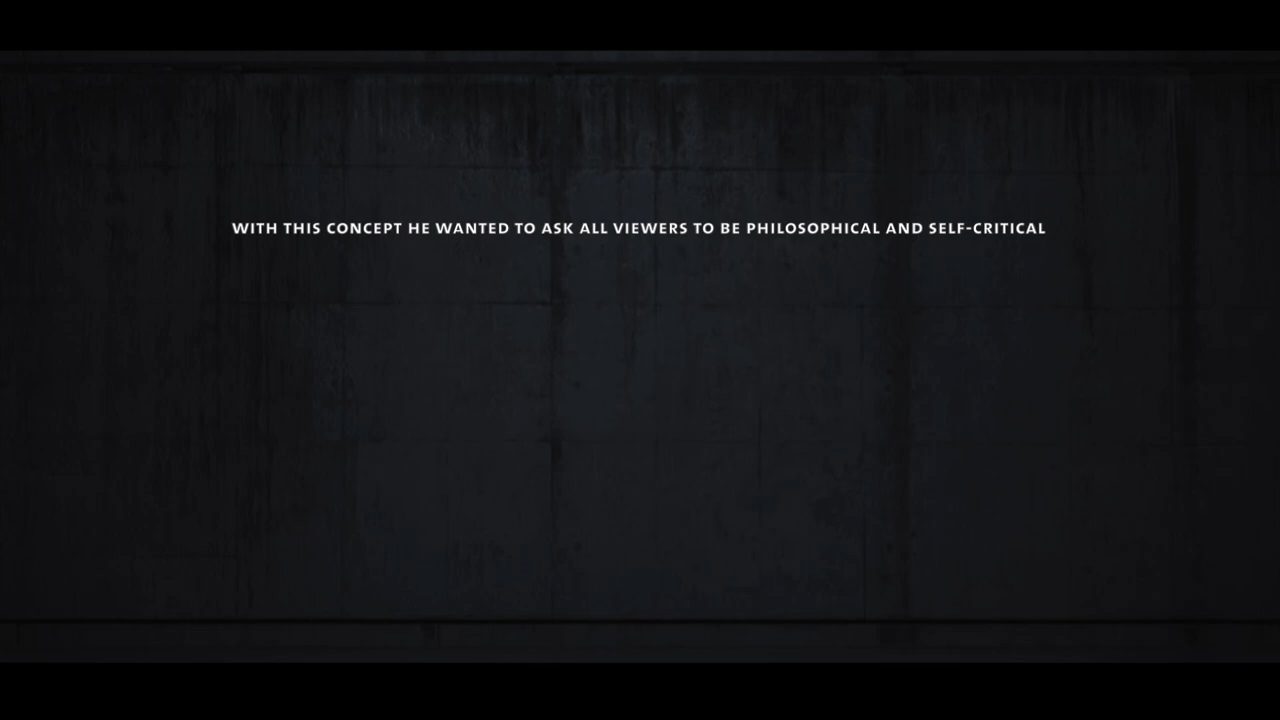 WITH THIS CONCEPT HE WANTED TO ASK ALL VIEWERS TO BE PHILOSOPHICAL AND SELF-CRITICAL